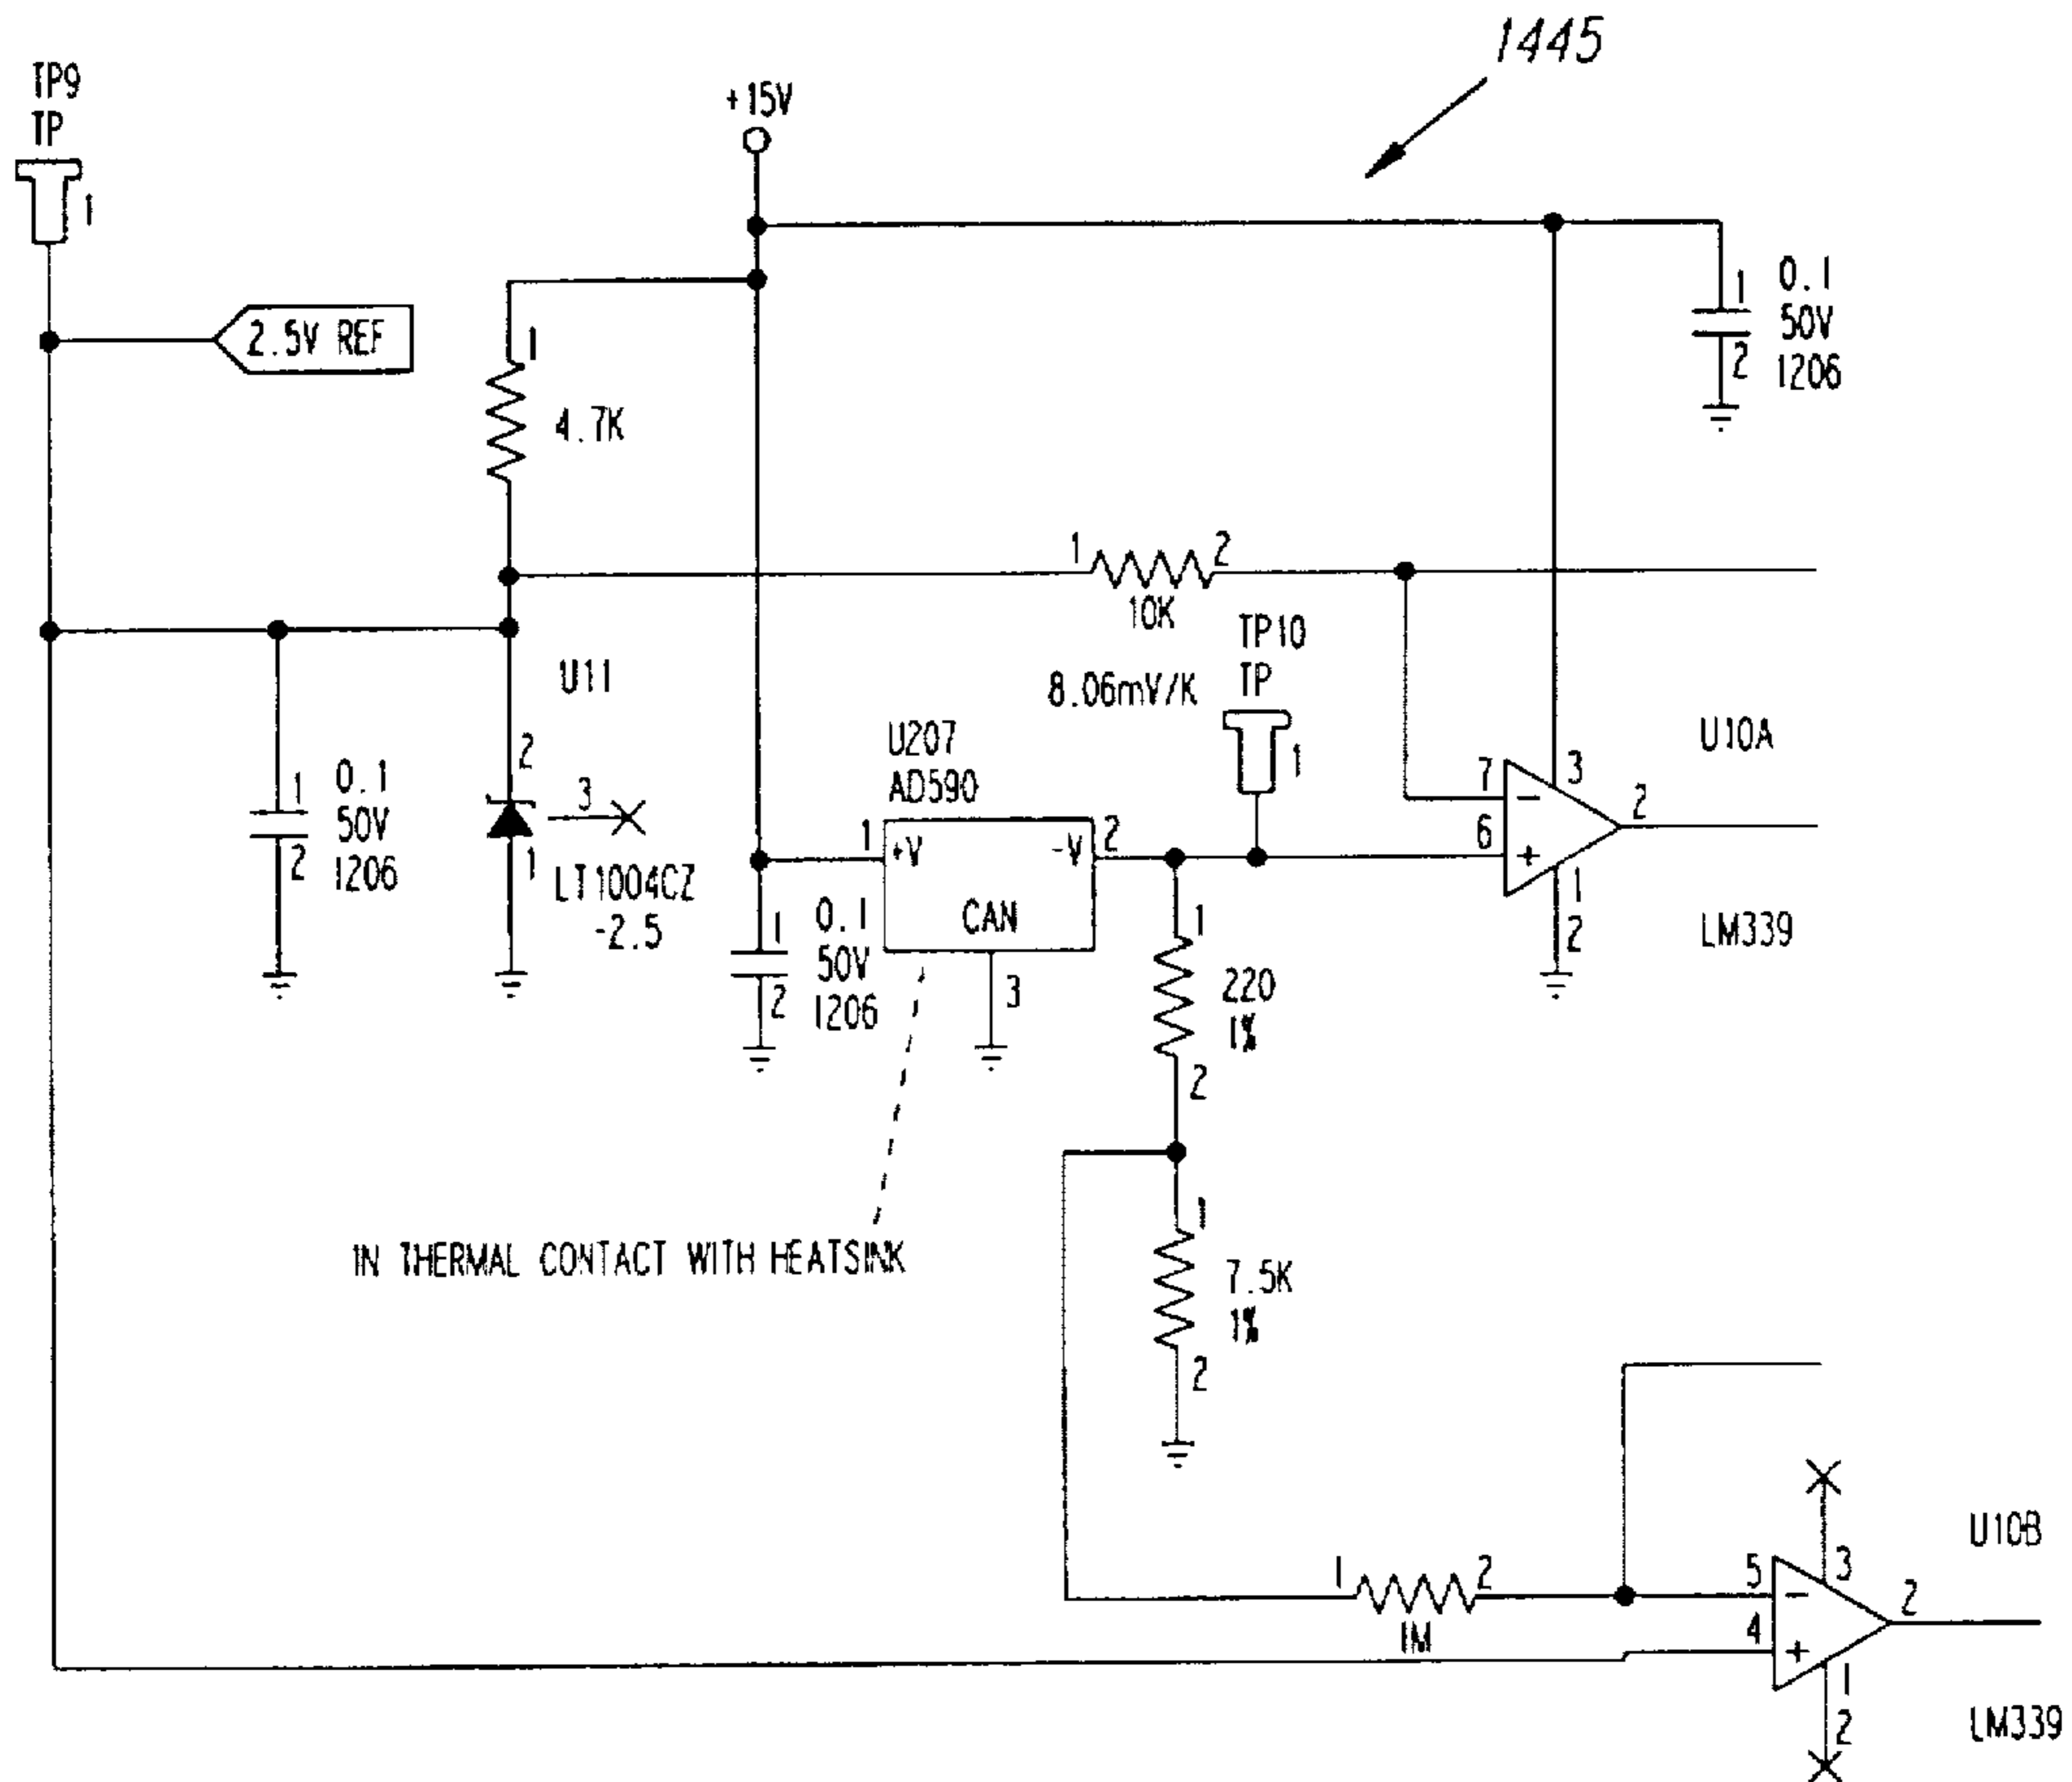 1445
TP9
TP
1
+15V
2.5V REF
1
4.7K
1
0.1
50V
2
1206
1
2
10K
TP10
TP
8.06mV/K
1
U11
2
3
1
LT1004CZ
-2.5
1
0.1
50V
2
1206
U207
AD590
1
+V
-V
2
CAN
3
1
0.1
50V
2
1206
U10A
7
-
3
6
+
2
1
2
LM339
1
220
1%
2
IN THERMAL CONTACT WITH HEATSINK
1
7.5K
1%
2
U10B
1
2
1M
5
-
3
4
+
2
1
2
LM339